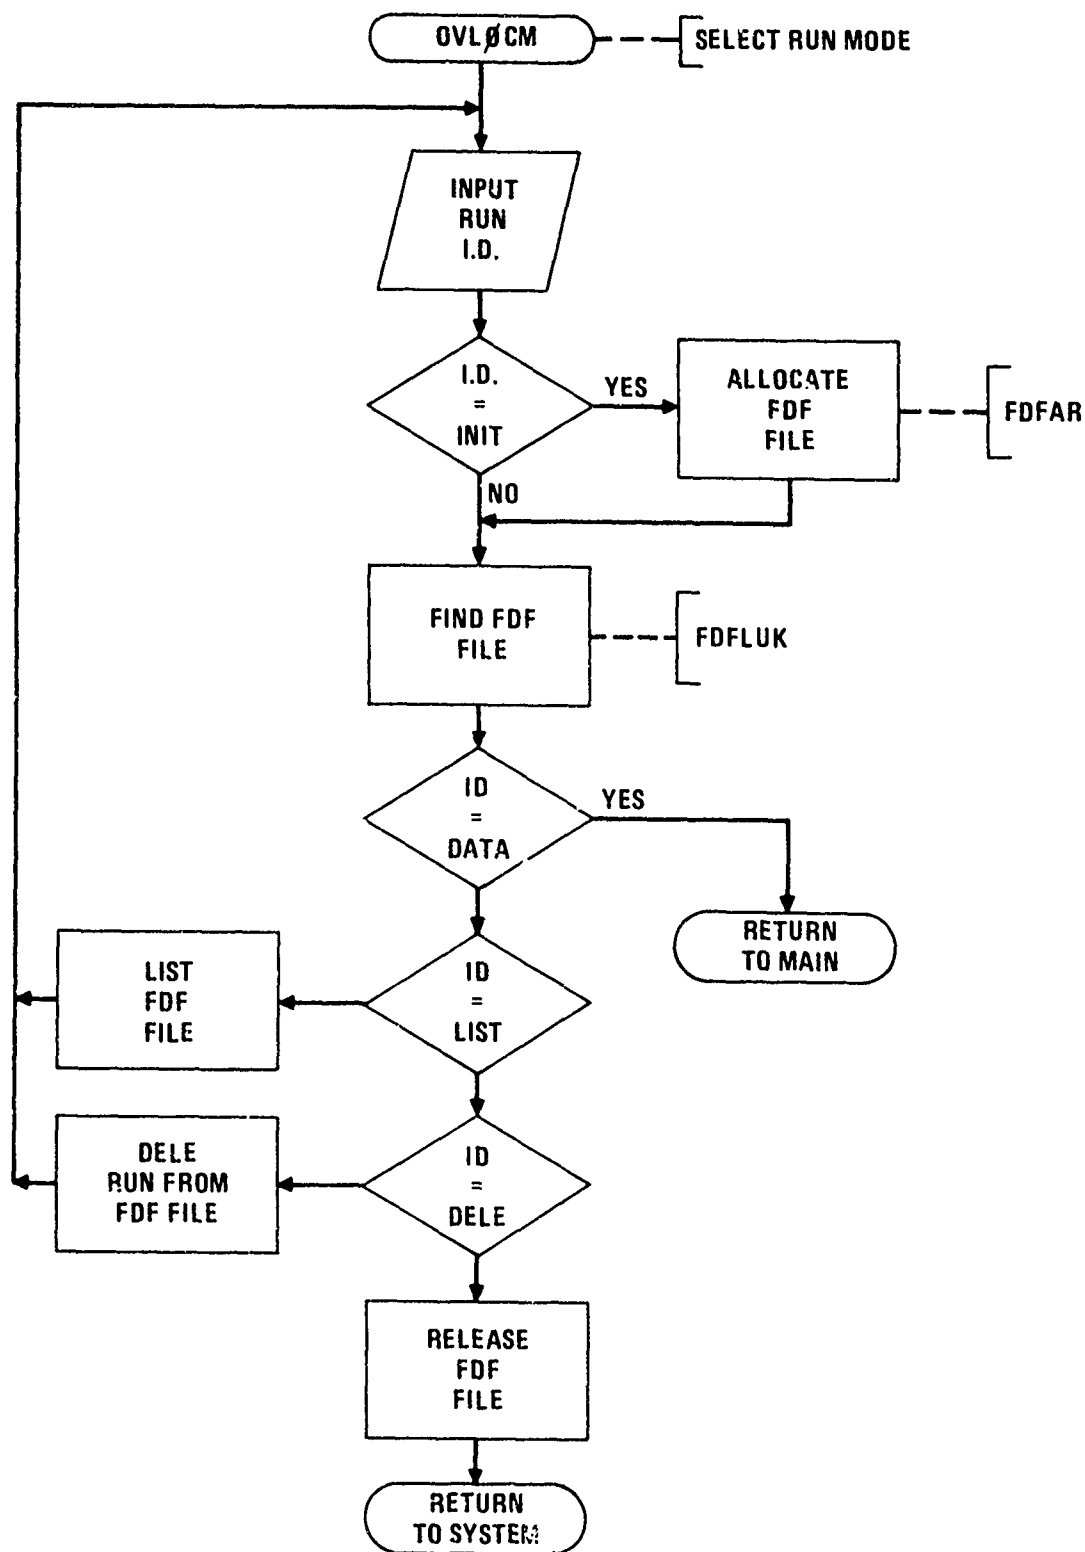 OVLØCM
SELECT RUN MODE
INPUT
RUN
I.D.
I.D.
=
INIT
YES
ALLOCATE
FDF
FILE
FDFAR
NO
FIND FDF
FILE
FDFLUK
ID
=
DATA
YES
RETURN
TO MAIN
ID
=
LIST
LIST
FDF
FILE
ID
=
DELE
DELE
RUN FROM
FDF FILE
RELEASE
FDF
FILE
RETURN
TO SYSTEM